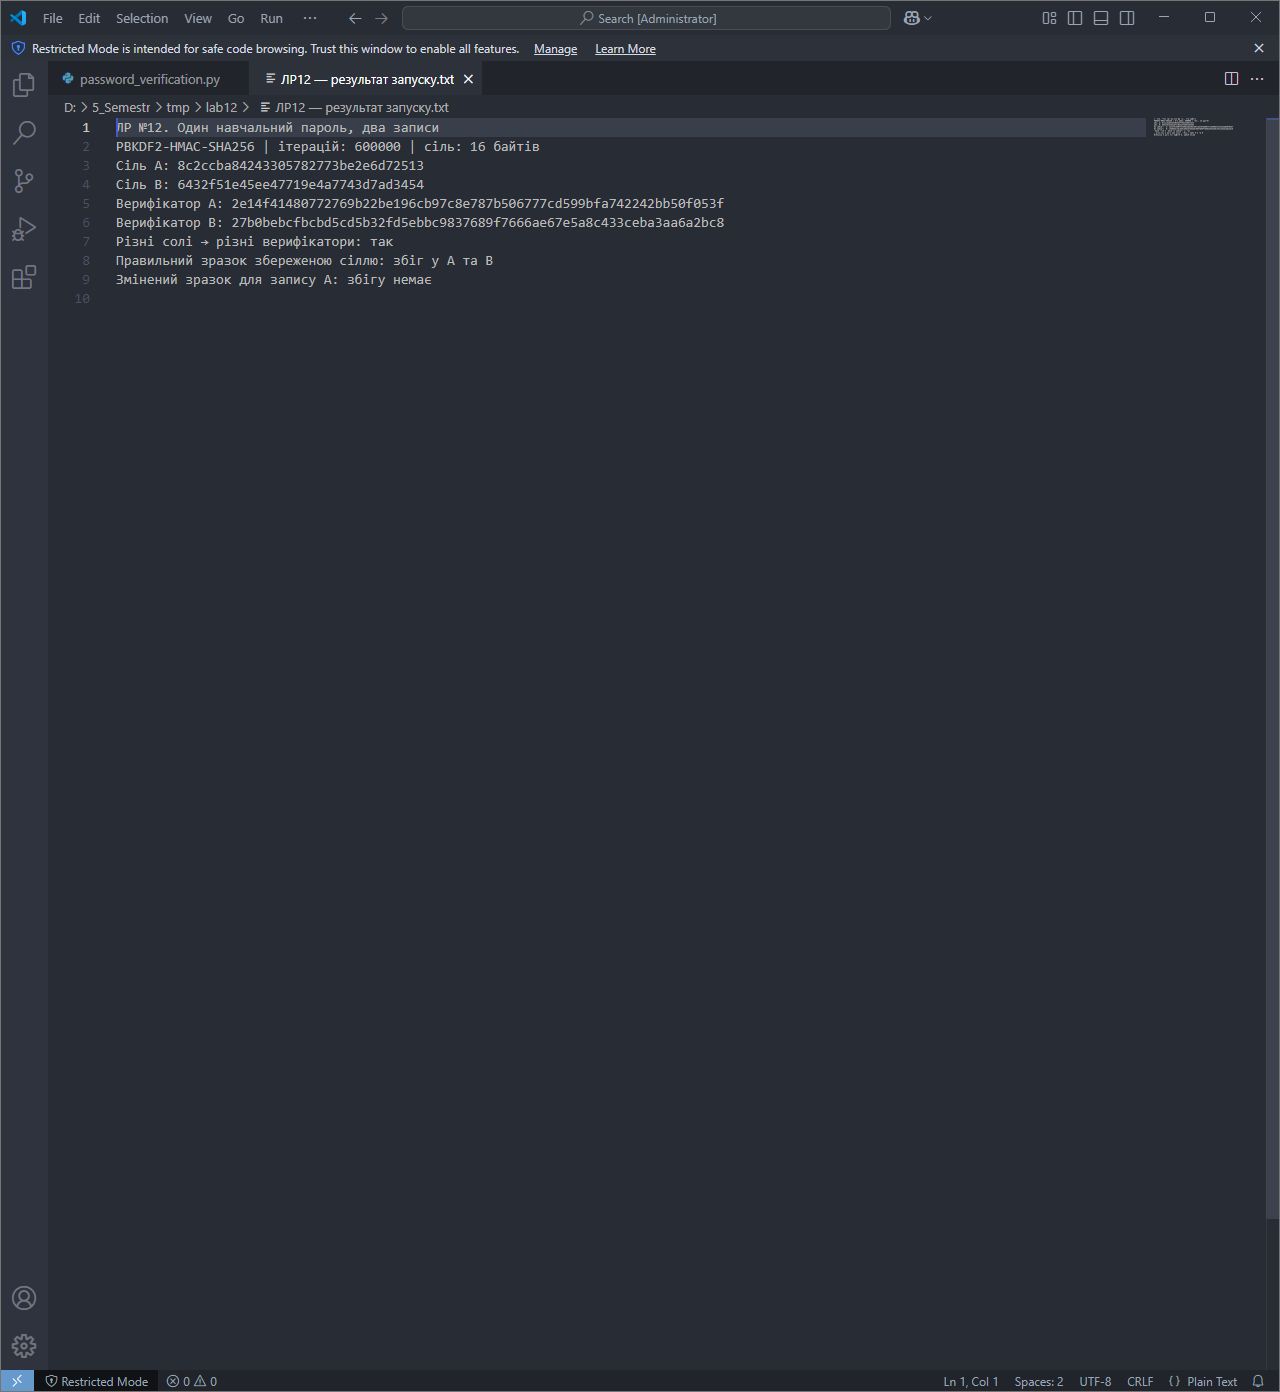 File Edit Selection View Go Run ··· Search [Administrator]
Restricted Mode is intended for safe code browsing. Trust this window to enable all features. Manage Learn More
password_verification.py ЛР12 — результат запуску.txt
D: > 5_Semestr > tmp > lab12 > ЛР12 — результат запуску.txt
1 ЛР №12. Один навчальний пароль, два записи
2 PBKDF2-HMAC-SHA256 | ітерацій: 600000 | сіль: 16 байтів
3 Сіль A: 8c2ccba84243305782773be2e6d72513
4 Сіль B: 6432f51e45ee47719e4a7743d7ad3454
5 Верифікатор A: 2e14f41480772769b22be196cb97c8e787b506777cd599bfa742242bb50f053f
6 Верифікатор B: 27b0bebcfbcbd5cd5b32fd5ebbc9837689f7666ae67e5a8c433ceba3aa6a2bc8
7 Різні солі → різні верифікатори: так
8 Правильний зразок збереженою сіллю: збіг у A та B
9 Змінений зразок для запису A: збігу немає
10
Restricted Mode 0 0 Ln 1, Col 1 Spaces: 2 UTF-8 CRLF {} Plain Text